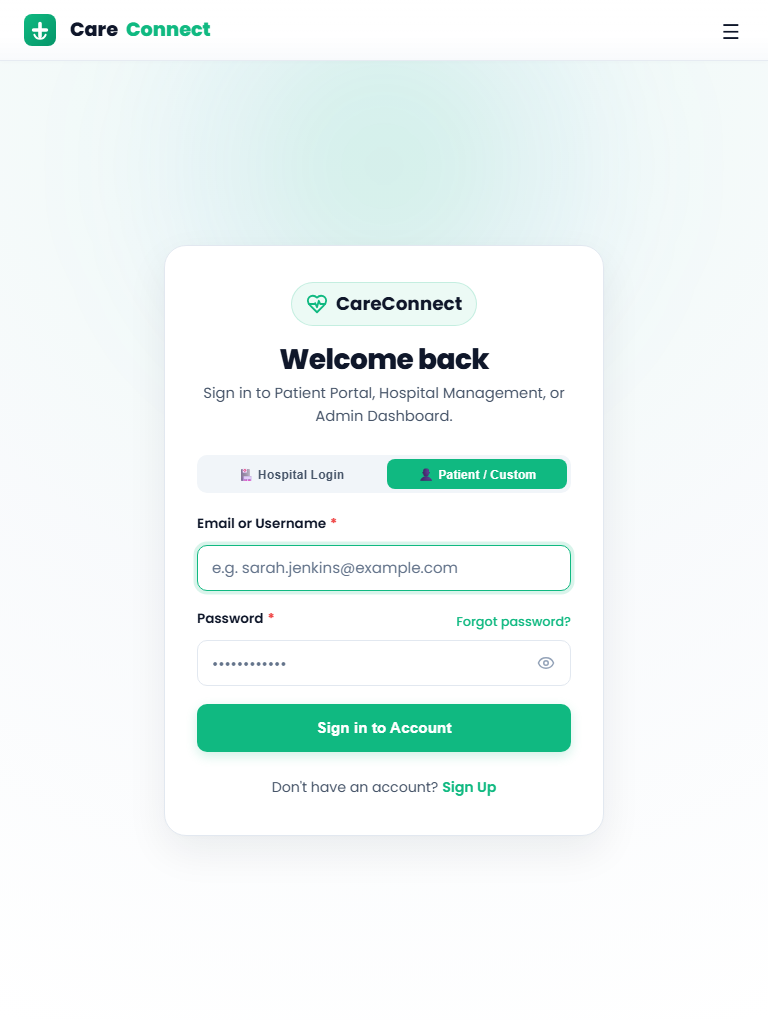 Care Connect
CareConnect
Welcome back
Sign in to Patient Portal, Hospital Management, or
Admin Dashboard.
Hospital Login
Patient / Custom
Email or Username *
e.g. sarah.jenkins@example.com
Password *
Forgot password?
••••••••••••
Sign in to Account
Don't have an account? Sign Up